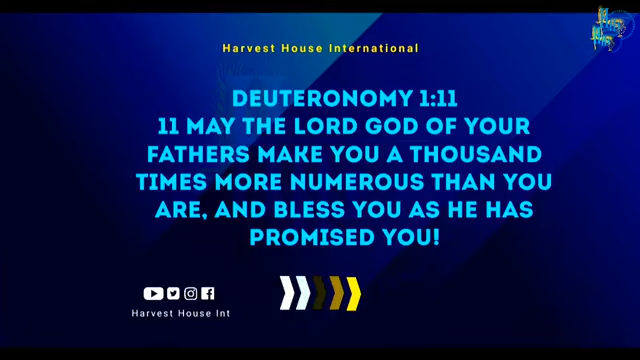 Harvest House International
DEUTERONOMY 1:11
11 MAY THE LORD GOD OF YOUR
FATHERS MAKE YOU A THOUSAND
TIMES MORE NUMEROUS THAN YOU
ARE, AND BLESS YOU AS HE HAS
PROMISED YOU!
Harvest House Int